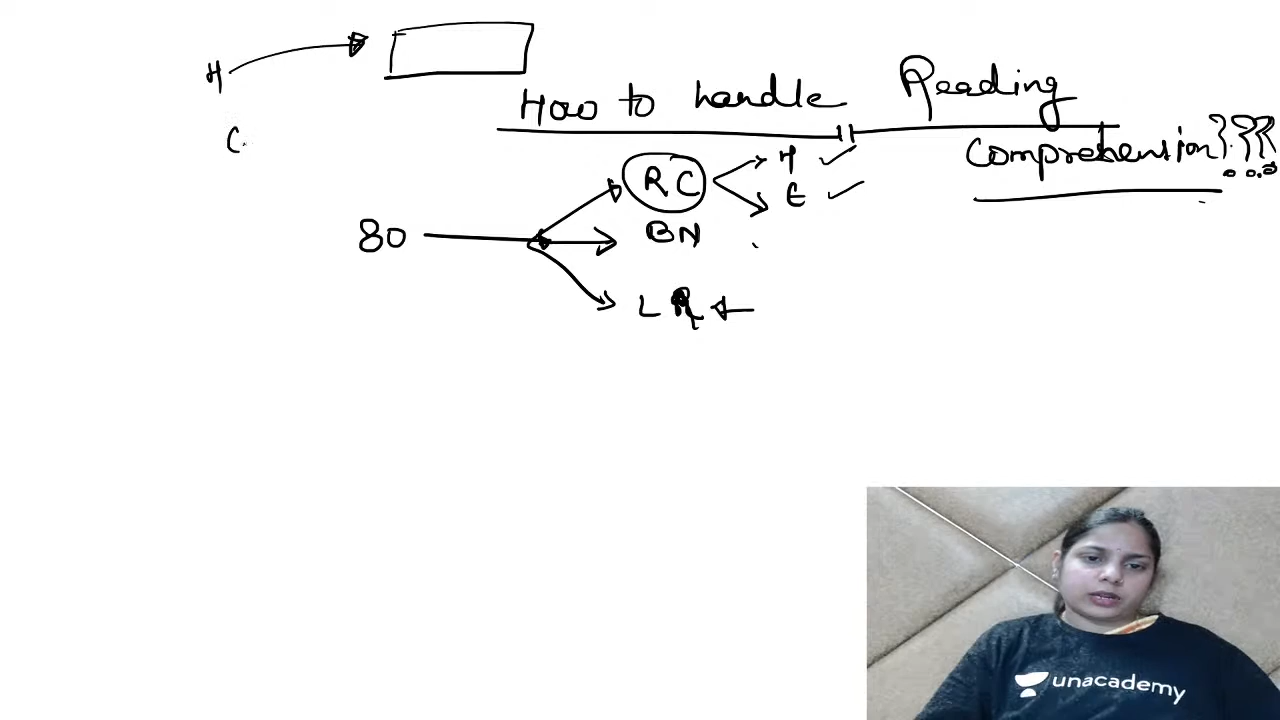 H
How to handle Reading
Comprehension???
C
RC
H
E
80
BN
LR
unacademy